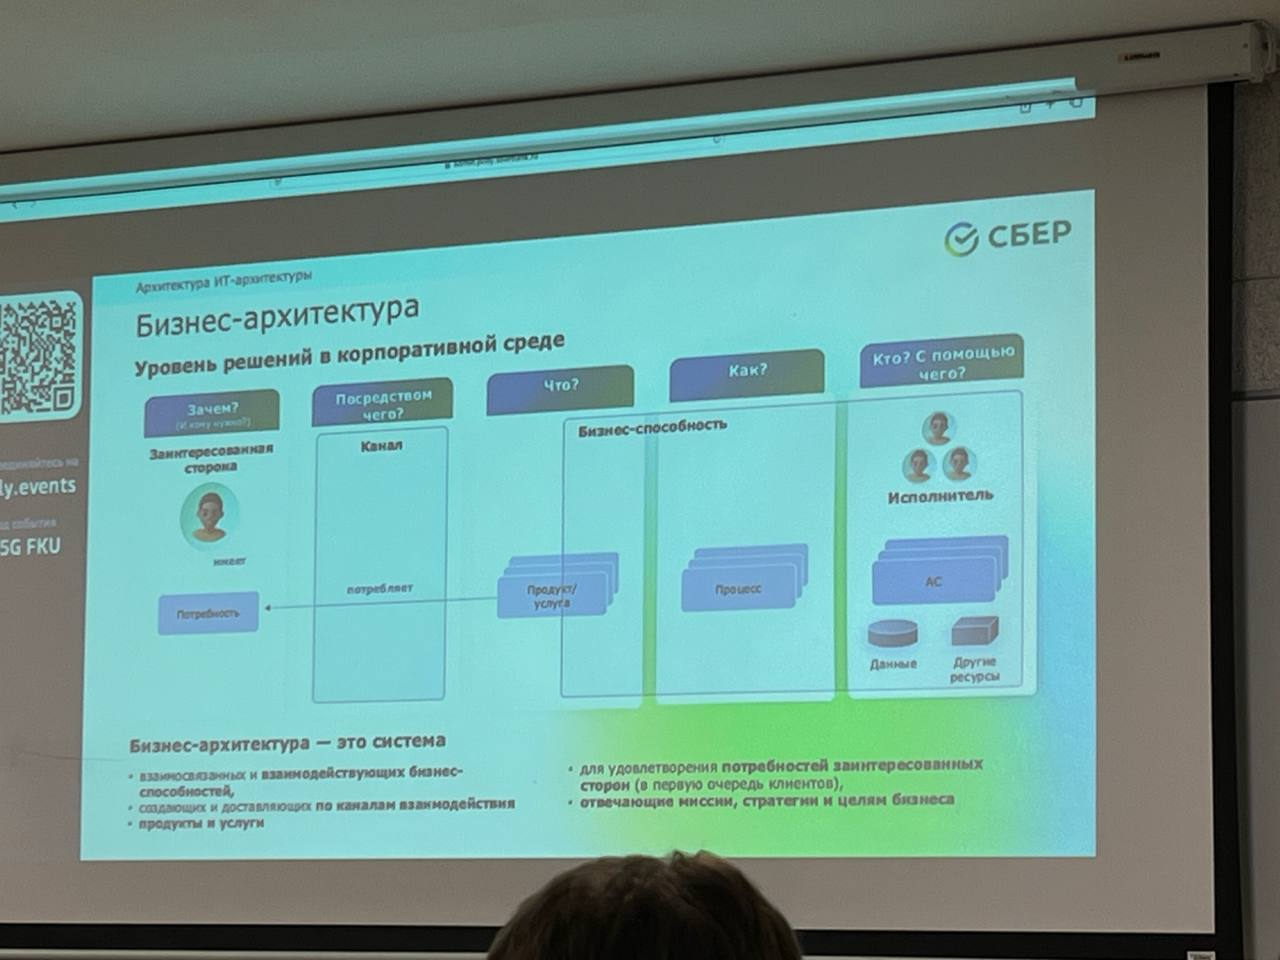 СБЕР
Архитектура ИТ-архитектуры
Бизнес-архитектура
Уровень решений в корпоративной среде
Зачем?
(И кому нужно?)
Посредством
чего?
Что?
Как?
Кто? С помощью
чего?
Заинтересованная
сторона
Канал
Бизнес-способность
Исполнитель
имеет
потребляет
Потребность
Продукт/
услуга
Процесс
АС
Данные
Другие
ресурсы
Бизнес-архитектура — это система
• взаимосвязанных и взаимодействующих бизнес-
способностей,
• создающих и доставляющих по каналам взаимодействия
• продукты и услуги
• для удовлетворения потребностей заинтересованных
сторон (в первую очередь клиентов),
• отвечающие миссии, стратегии и целям бизнеса
ly.events
события
5G FKU